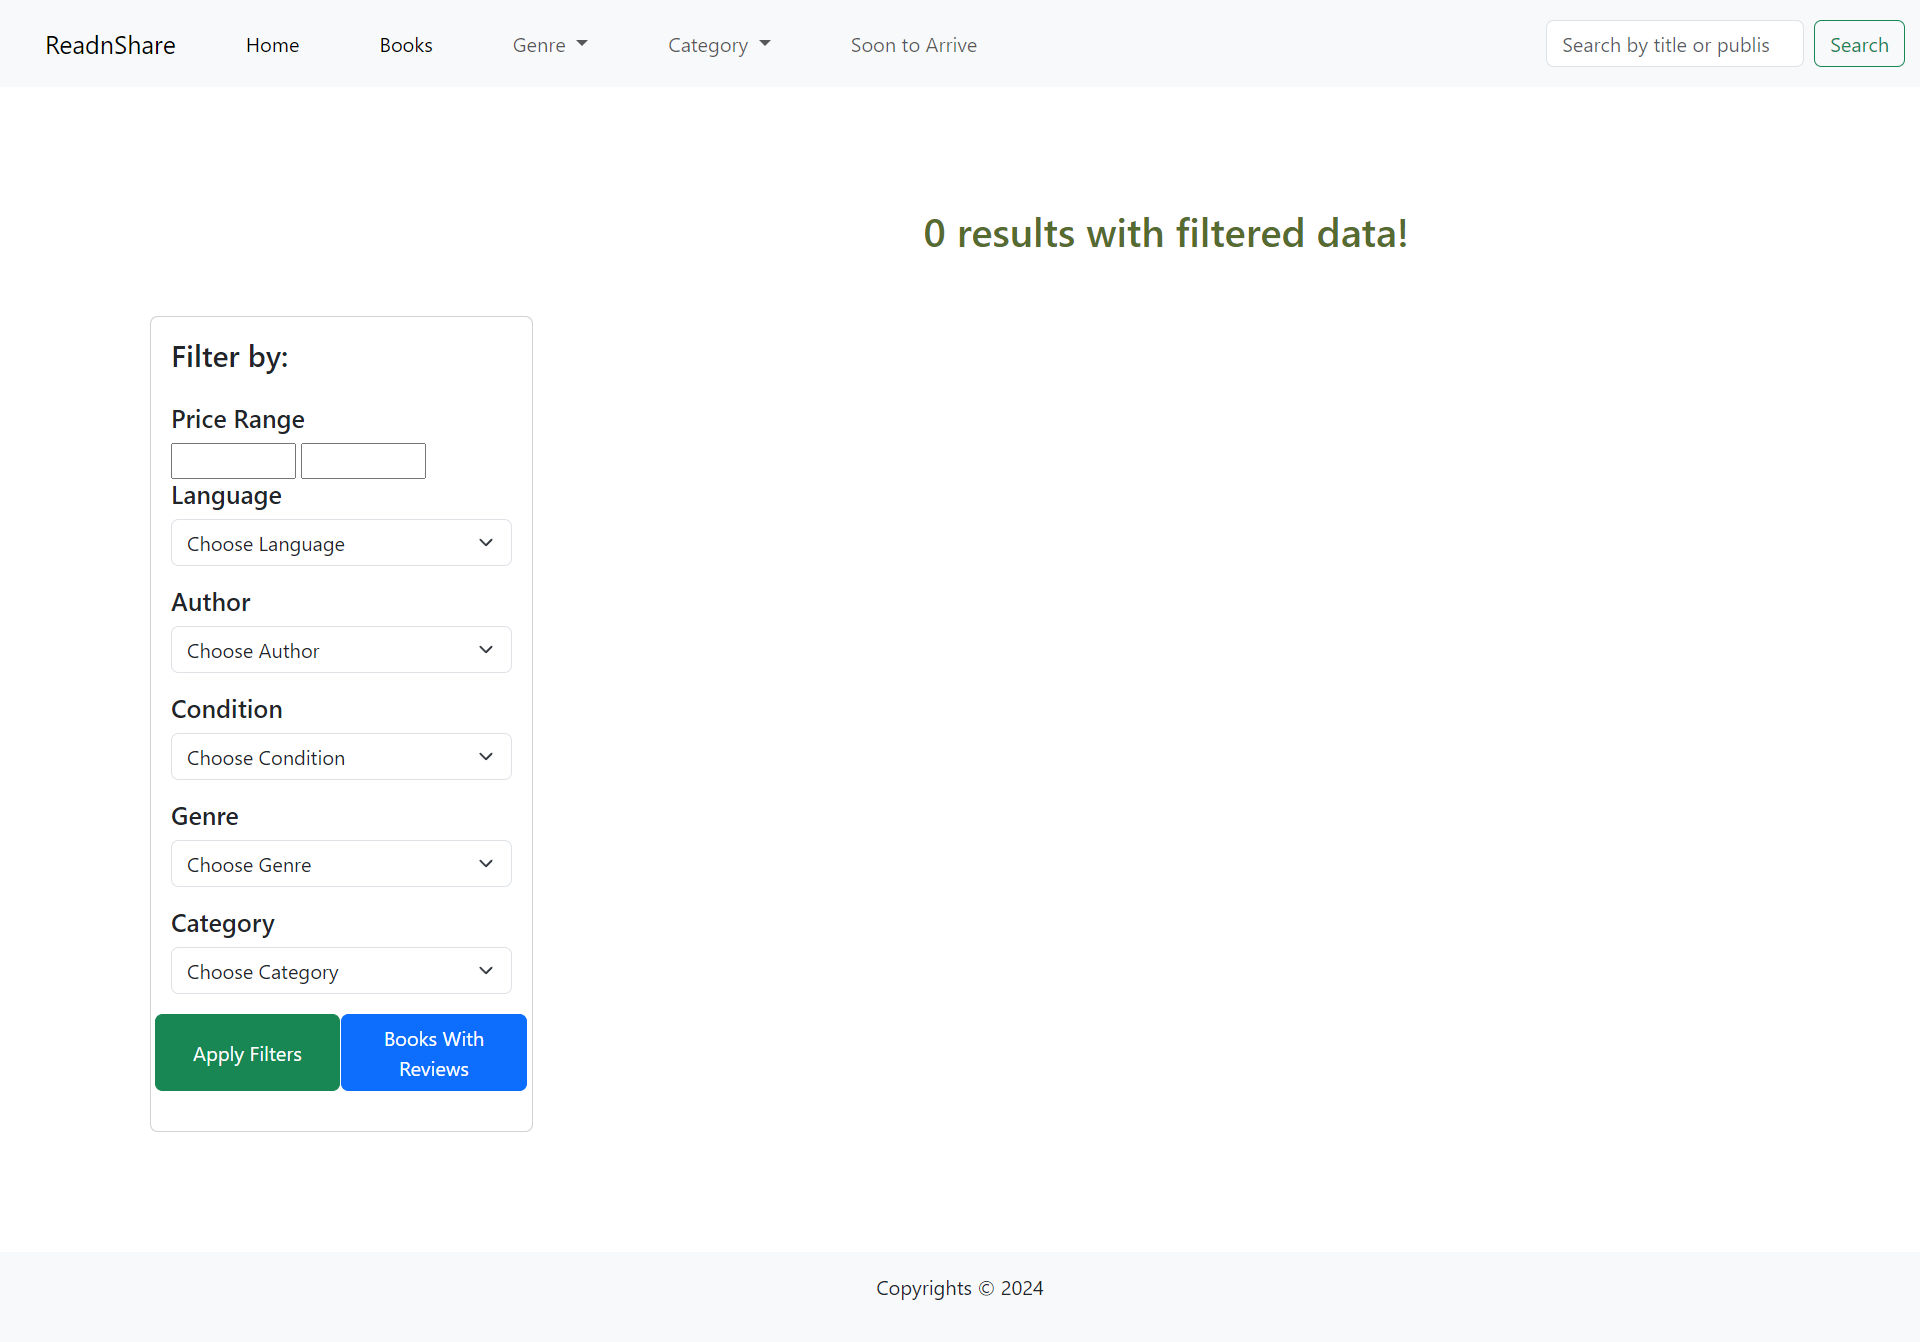 ReadnShare Home Books Genre Category Soon to Arrive Search by title or publis Search
0 results with filtered data!
Filter by:
Price Range
Language
Choose Language
Author
Choose Author
Condition
Choose Condition
Genre
Choose Genre
Category
Choose Category
Apply Filters
Books With
Reviews
Copyrights © 2024